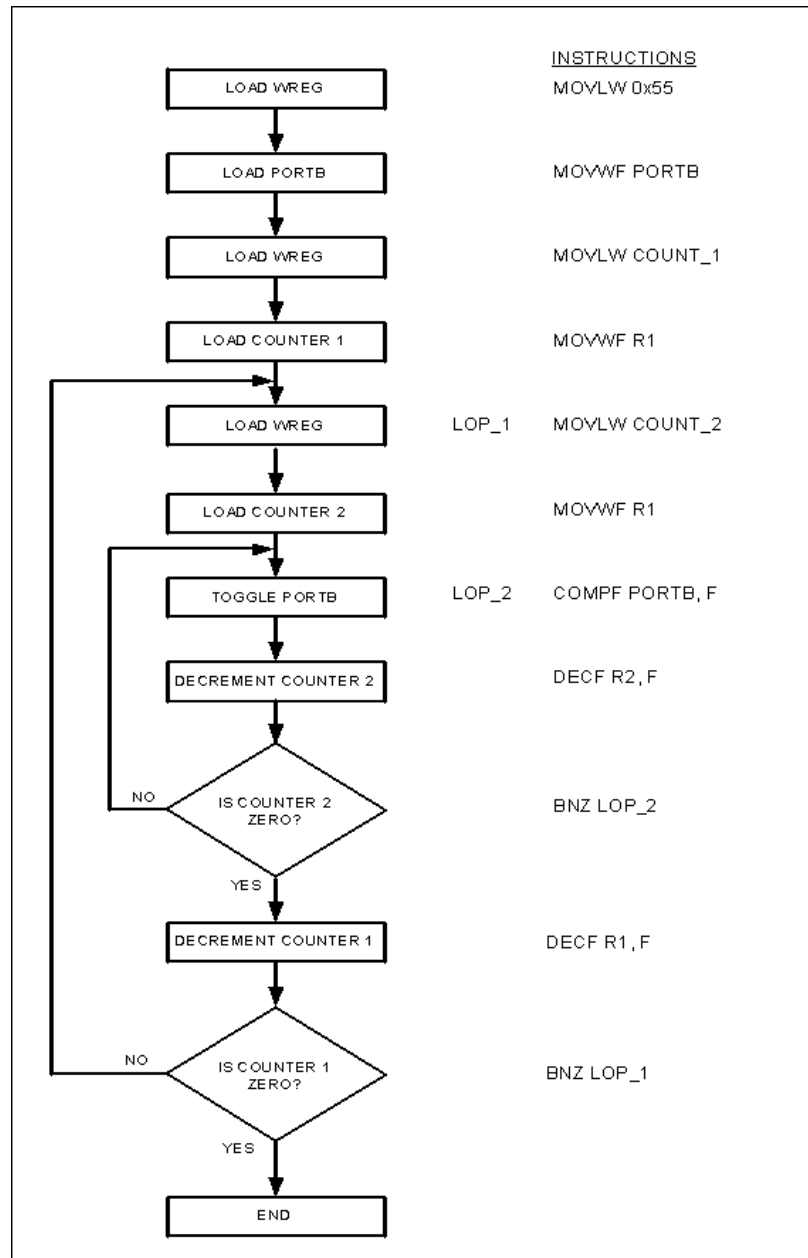 INSTRUCTIONS
LOAD WREG MOVLW 0x55
LOAD PORTB MOVWF PORTB
LOAD WREG MOVLW COUNT_1
LOAD COUNTER 1 MOVWF R1
LOAD WREG LOP_1 MOVLW COUNT_2
LOAD COUNTER 2 MOVWF R1
TOGGLE PORTB LOP_2 COMPF PORTB, F
DECREMENT COUNTER 2 DECF R2, F
NO IS COUNTER 2 BNZ LOP_2
ZERO?
YES
DECREMENT COUNTER 1 DECF R1, F
NO IS COUNTER 1 BNZ LOP_1
ZERO?
YES
END